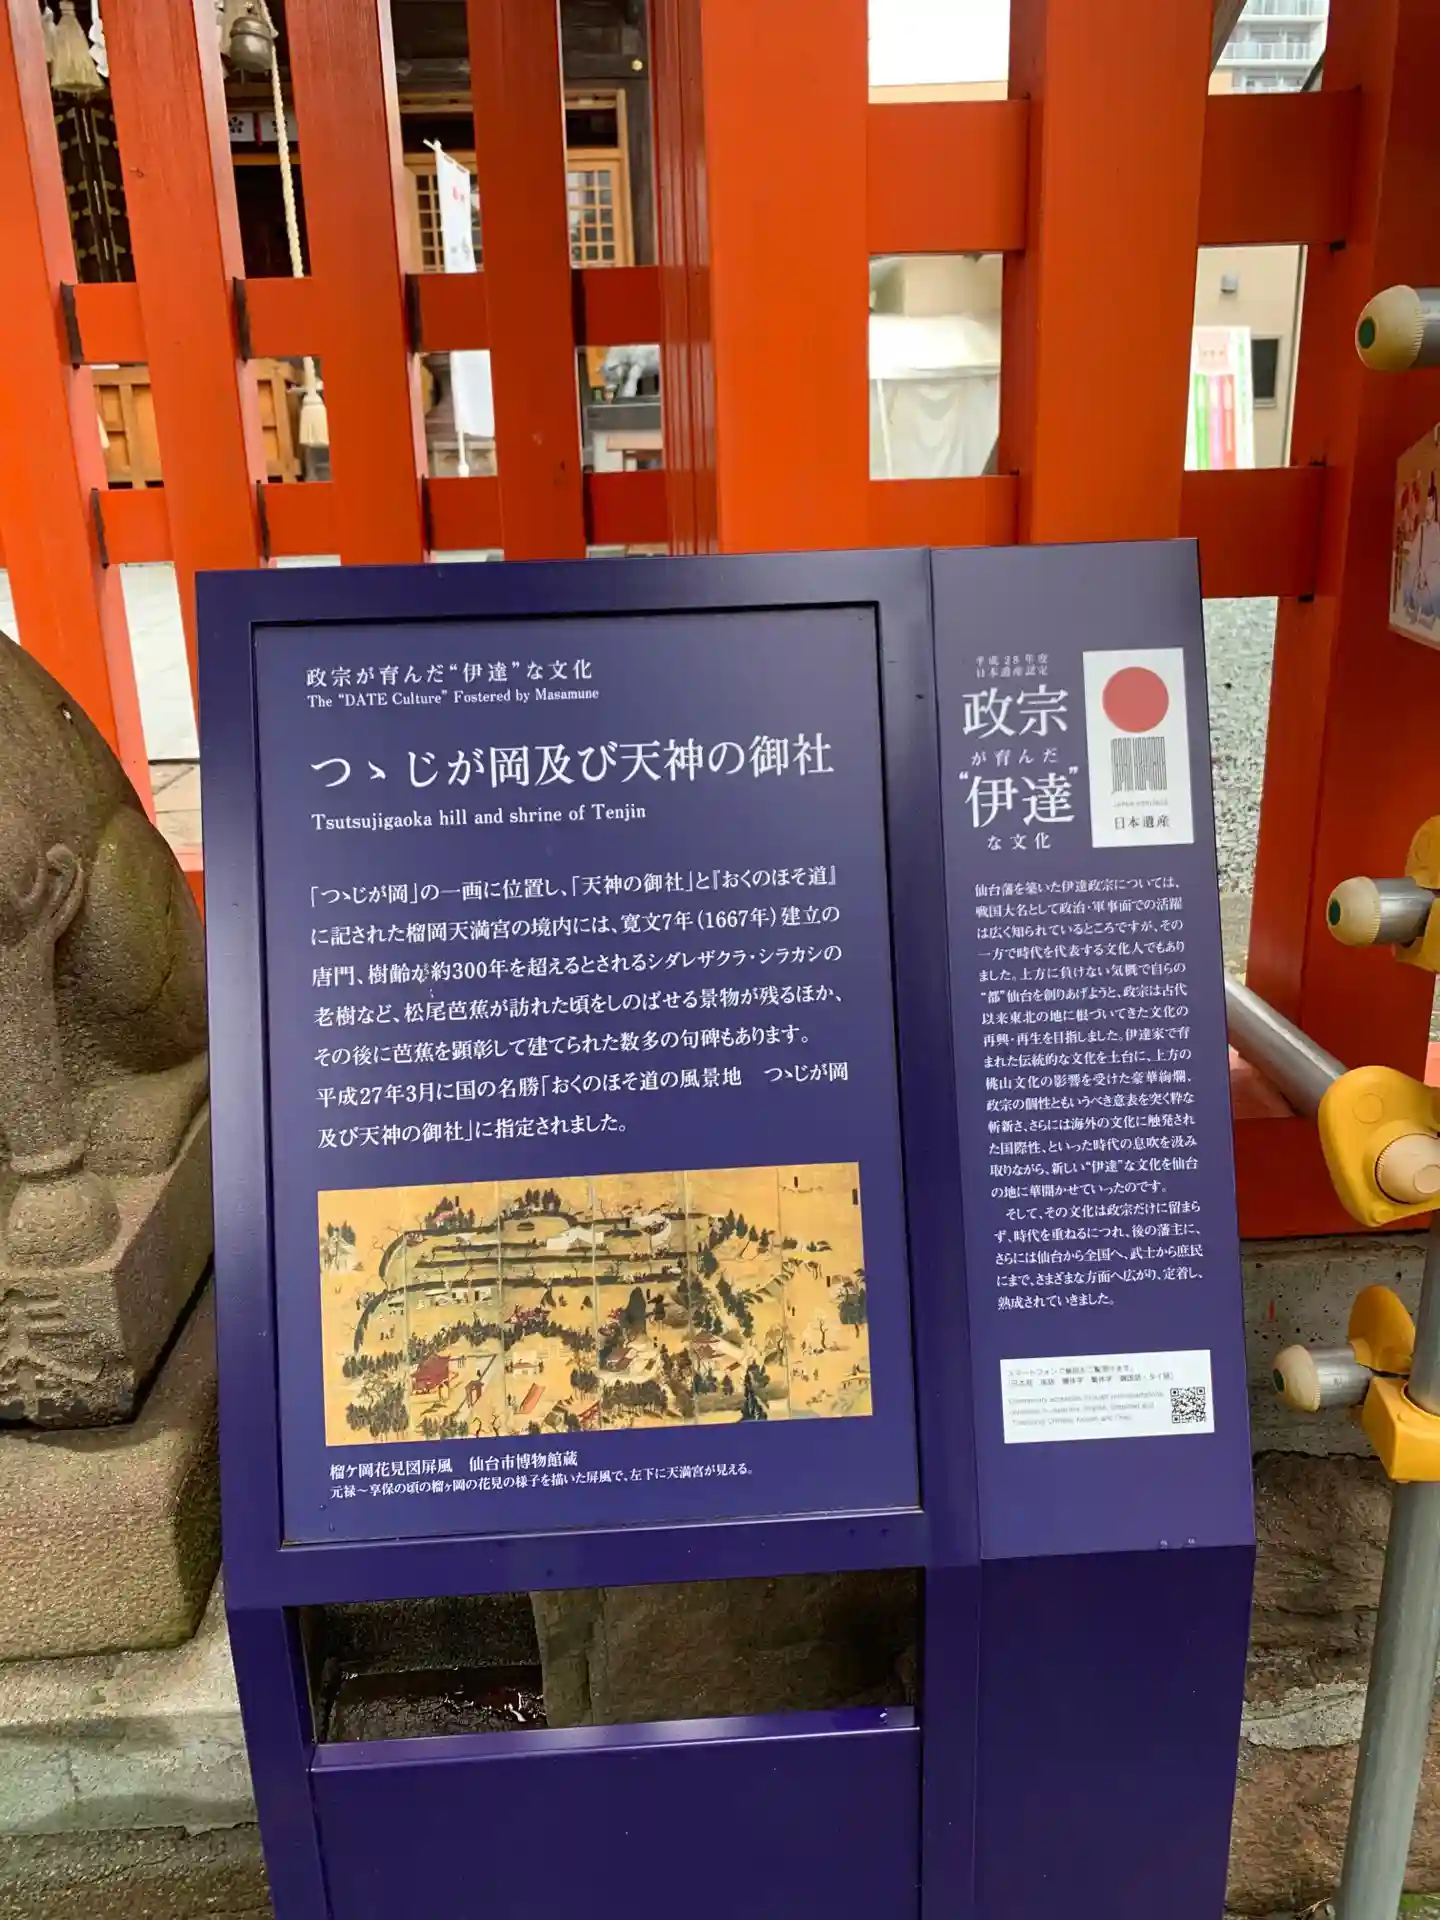 政宗が育んだ“伊達”な文化
The “DATE Culture” Fostered by Masamune
つゝじが岡及び天神の御社
Tsutsujigaoka hill and shrine of Tenjin
「つゝじが岡」の一画に位置し、「天神の御社」と『おくのほそ道』
に記された榴岡天満宮の境内には、寛文7年（1667年）建立の
唐門、樹齢が約300年を超えるとされるシダレザクラ・シラカシの
老樹など、松尾芭蕉が訪れた頃をしのばせる景物が残るほか、
その後に芭蕉を顕彰して建てられた数多の句碑もあります。
平成27年3月に国の名勝「おくのほそ道の風景地　つゝじが岡
及び天神の御社」に指定されました。
榴ケ岡花見図屏風　仙台市博物館蔵
元禄～享保の頃の榴ヶ岡の花見の様子を描いた屏風で、左下に天満宮が見える。
平成28年度
日本遺産認定
政宗
が育んだ
“伊達”
な文化
JAPAN HERITAGE
日本遺産
仙台藩を築いた伊達政宗については、
戦国大名として政治・軍事面での活躍
は広く知られているところですが、その
一方で時代を代表する文化人でもあり
ました。上方に負けない気概で自らの
“都”仙台を創りあげようと、政宗は古代
以来東北の地に根づいてきた文化の
再興・再生を目指しました。伊達家で育
まれた伝統的な文化を土台に、上方の
桃山文化の影響を受けた豪華絢爛、
政宗の個性ともいうべき意表を突く粋な
斬新さ、さらには海外の文化に触発され
た国際性、といった時代の息吹を汲み
取りながら、新しい“伊達”な文化を仙台
の地に華開かせていったのです。
そして、その文化は政宗だけに留まら
ず、時代を重ねるにつれ、後の藩主に、
さらには仙台から全国へ、武士から庶民
にまで、さまざまな方面へ広がり、定着し、
熟成されていきました。
スマートフォンで解説をご覧頂けます。